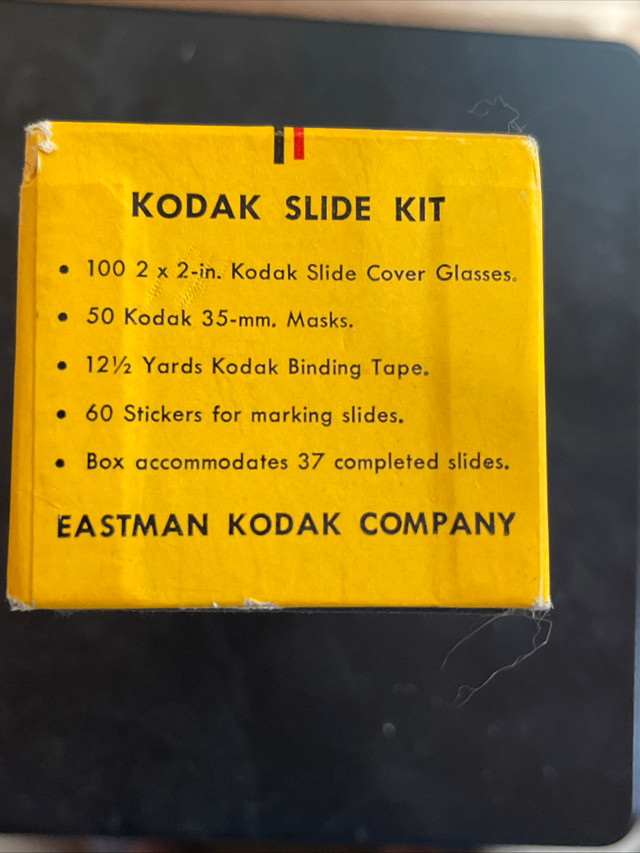 KODAK SLIDE KIT
• 100 2 x 2-in. Kodak Slide Cover Glasses.
• 50 Kodak 35-mm. Masks.
• 12½ Yards Kodak Binding Tape.
• 60 Stickers for marking slides.
• Box accommodates 37 completed slides.
EASTMAN KODAK COMPANY